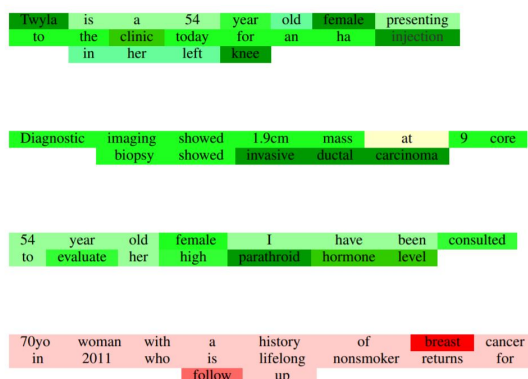 Twyla is a 54 year old female presenting
to the clinic today for an ha injection
in her left knee
Diagnostic imaging showed 1.9cm mass at 9 core
biopsy showed invasive ductal carcinoma
54 year old female I have been consulted
to evaluate her high parathroid hormone level
70yo woman with a history of breast cancer
in 2011 who is lifelong nonsmoker returns for
follow up